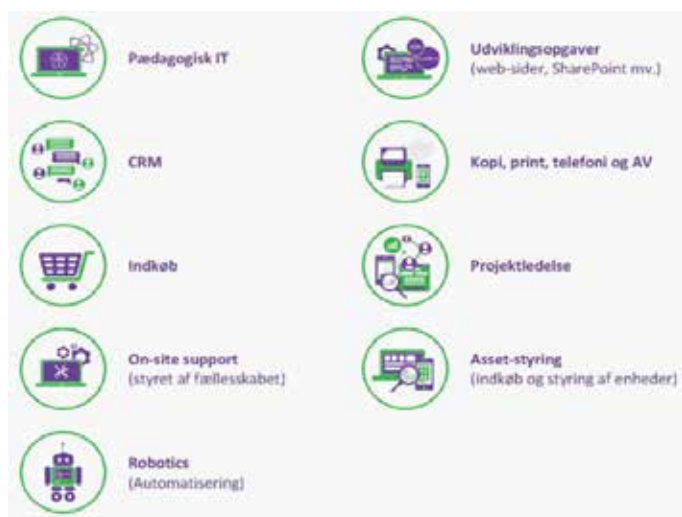 Pædagogisk IT
CRM
Indkøb
On-site support
(styret af fællesskabet)
Robotics
(Automatisering)
Udviklingsopgaver
(web-sider, SharePoint mv.)
Kopi, print, telefoni og AV
Projektledelse
Asset-styring
(indkøb og styring af enheder)